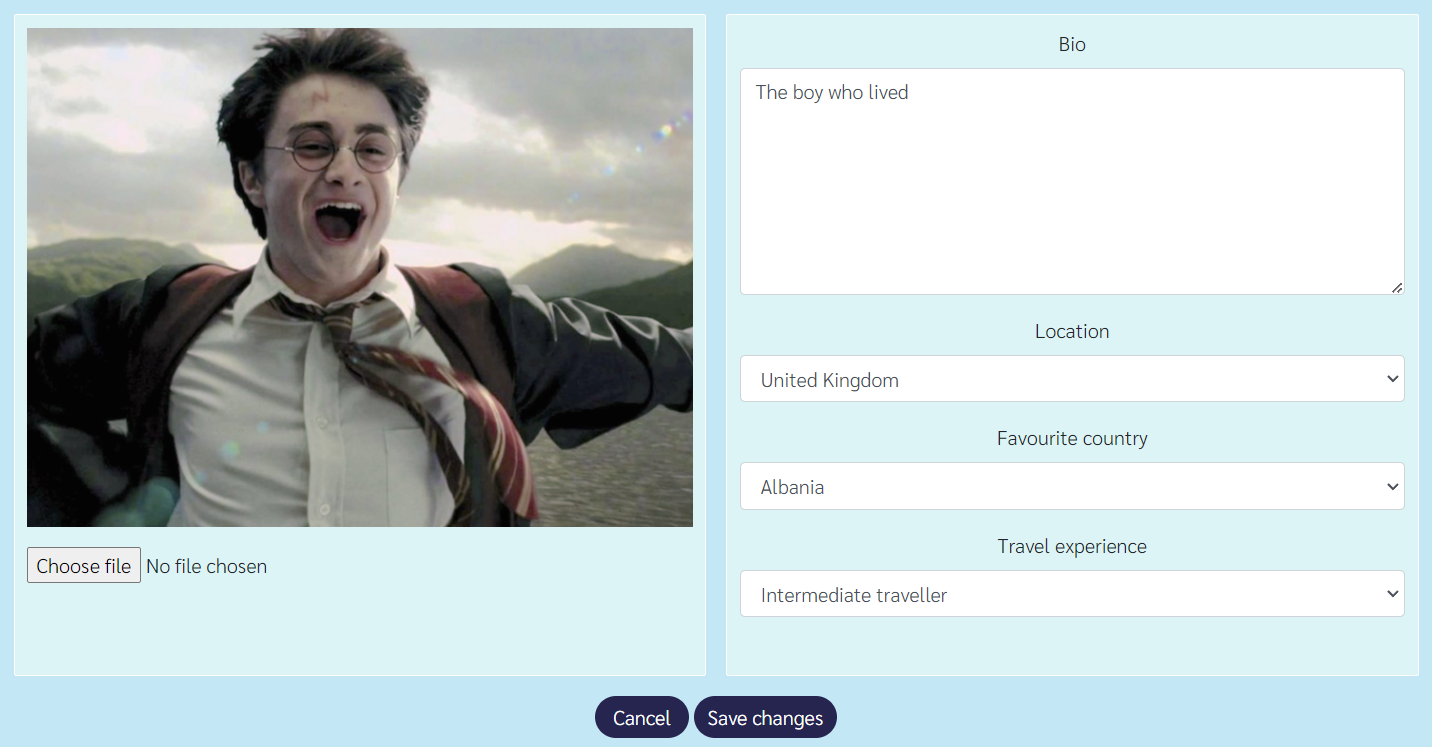 Bio
The boy who lived
Location
United Kingdom
Favourite country
Albania
Travel experience
Intermediate traveller
Choose file No file chosen
Cancel Save changes